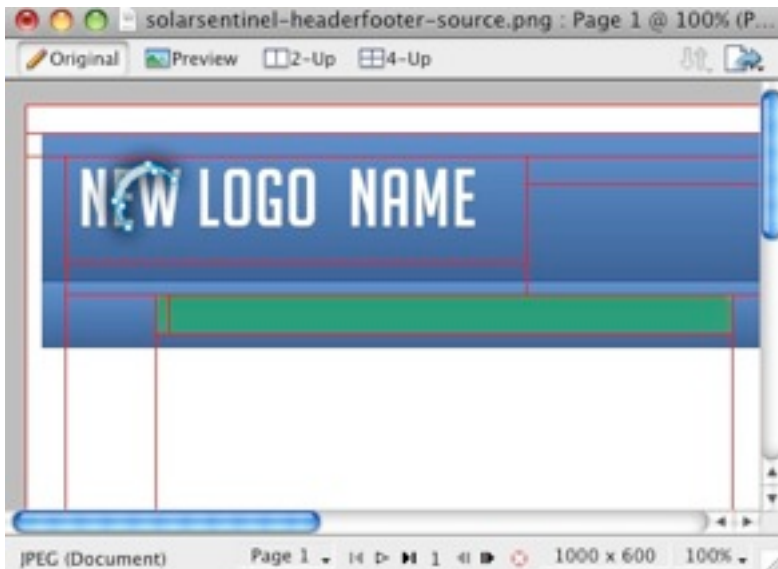 solarsentinel-headerfooter-source.png : Page 1 @ 100% (P...
Original Preview 2-Up 4-Up
NEW LOGO NAME
JPEG (Document) Page 1 1 1000 x 600 100%